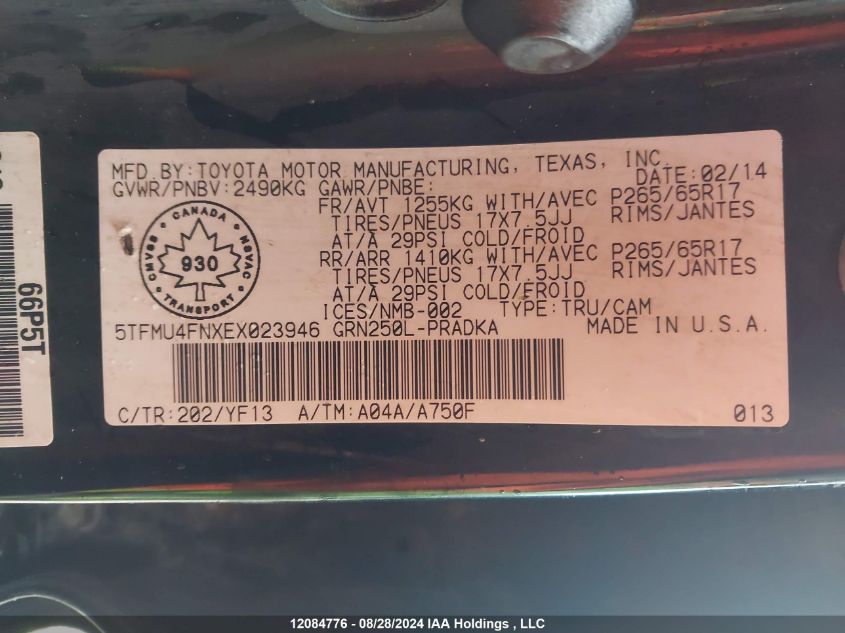 MFD.BY:TOYOTA MOTOR MANUFACTURING, TEXAS, INC.
DATE:02/14
GVWR/PNBV:2490KG GAWR/PNBE:
FR/AVT 1255KG WITH/AVEC P265/65R17
TIRES/PNEUS 17X7.5JJ RIMS/JANTES
AT/A 29PSI COLD/FROID
RR/ARR 1410KG WITH/AVEC P265/65R17
TIRES/PNEUS 17X7.5JJ RIMS/JANTES
AT/A 29PSI COLD/FROID
ICES/NMB-002 TYPE:TRU/CAM
CANADA
CMVSS
930
NSVAC
TRANSPORT
5TFMU4FNXEX023946 GRN250L-PRADKA MADE IN U.S.A.
C/TR:202/YF13 A/TM:A04A/A750F 013
66P5T
12084776 - 08/28/2024 IAA Holdings , LLC